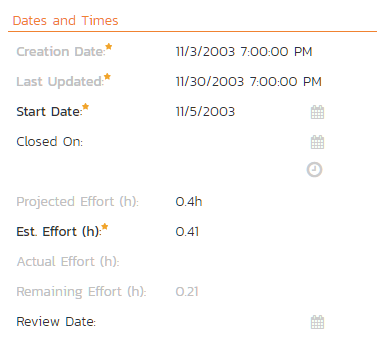 Dates and Times
Creation Date:* 11/3/2003 7:00:00 PM
Last Updated:* 11/30/2003 7:00:00 PM
Start Date:* 11/5/2003
Closed On:
Projected Effort (h): 0.4h
Est. Effort (h):* 0.41
Actual Effort (h):
Remaining Effort (h): 0.21
Review Date: